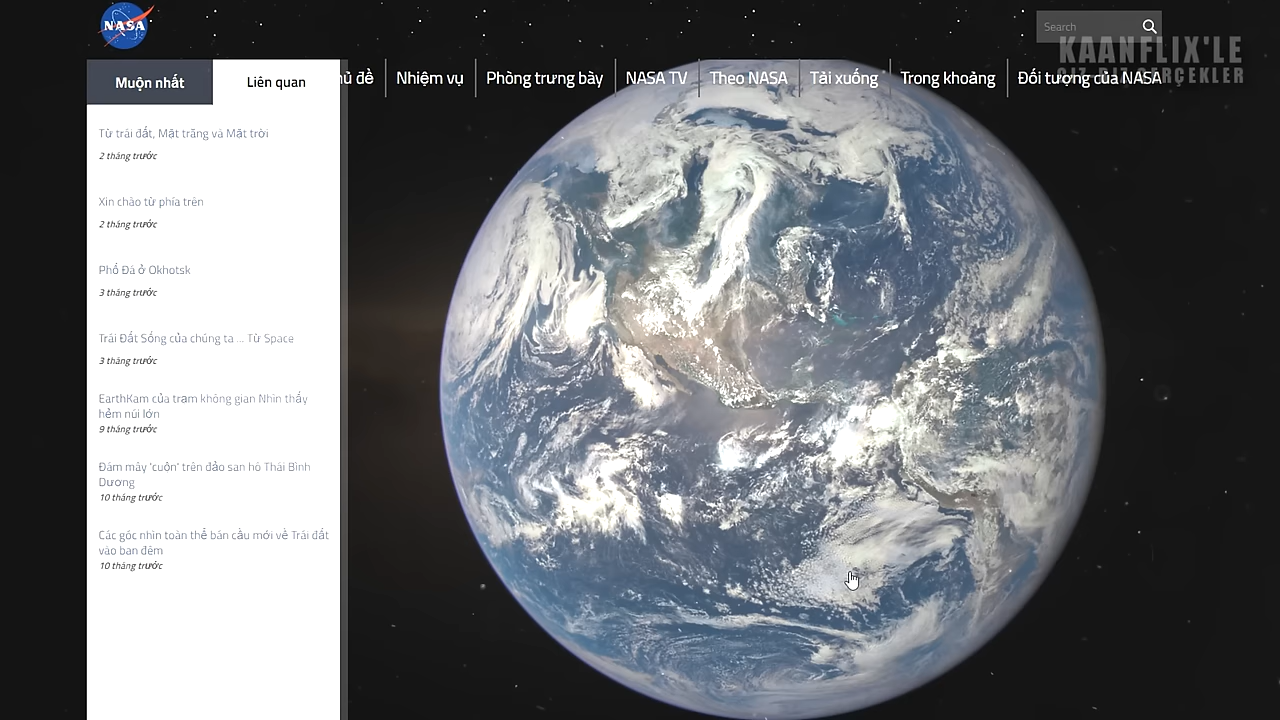 NASA
Search
KAANFLIX'LE
GERÇEKLER
Muộn nhất
Liên quan
ủ đề
Nhiệm vụ
Phòng trưng bày
NASA TV
Theo NASA
Tải xuống
Trong khoảng
Đối tượng của NASA
Từ trái đất, Mặt trăng và Mặt trời
2 tháng trước
Xin chào từ phía trên
2 tháng trước
Phố Đá ở Okhotsk
3 tháng trước
Trái Đất Sống của chúng ta ... Từ Space
3 tháng trước
EarthKam của trạm không gian Nhìn thấy
hẻm núi lớn
9 tháng trước
Đám mây 'cuộn' trên đảo san hô Thái Bình
Dương
10 tháng trước
Các góc nhìn toàn thể bán cầu mới về Trái đất
vào ban đêm
10 tháng trước